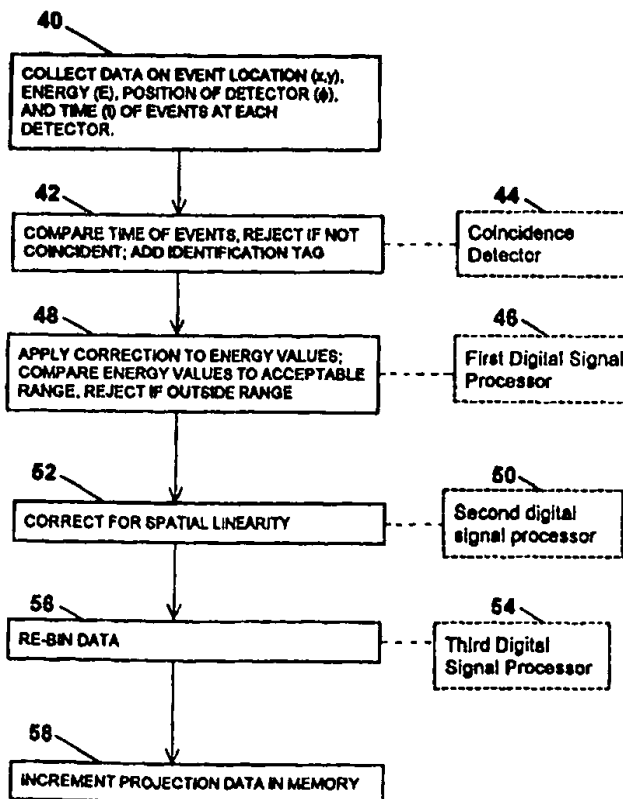 40
COLLECT DATA ON EVENT LOCATION (x,y),
ENERGY (E), POSITION OF DETECTOR (ϕ),
AND TIME (t) OF EVENTS AT EACH
DETECTOR.
42
COMPARE TIME OF EVENTS, REJECT IF NOT
COINCIDENT; ADD IDENTIFICATION TAG
44
Coincidence
Detector
48
APPLY CORRECTION TO ENERGY VALUES;
COMPARE ENERGY VALUES TO ACCEPTABLE
RANGE, REJECT IF OUTSIDE RANGE
46
First Digital Signal
Processor
52
CORRECT FOR SPATIAL LINEARITY
50
Second digital
signal processor
56
RE-BIN DATA
54
Third Digital
Signal Processor
58
INCREMENT PROJECTION DATA IN MEMORY